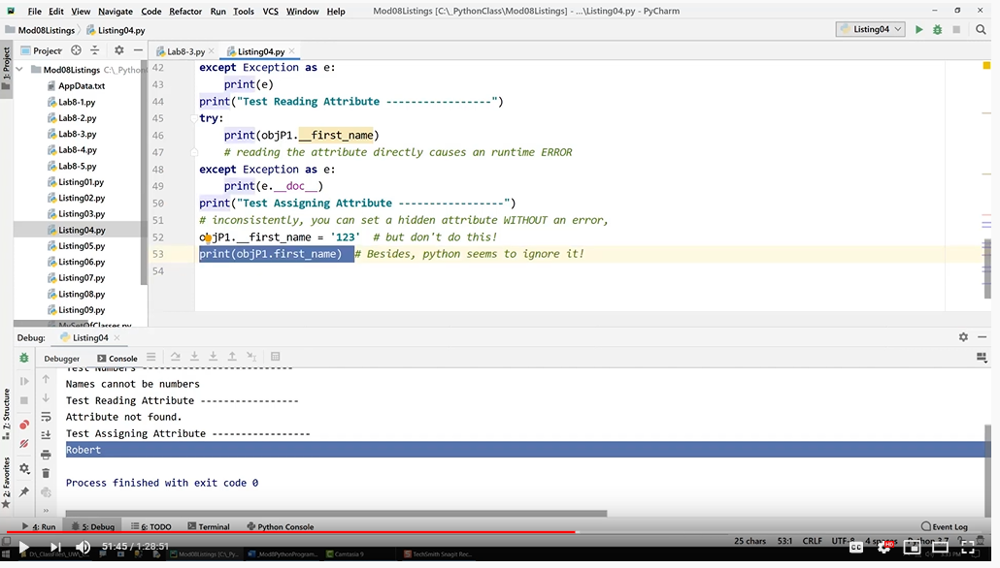 File Edit View Navigate Code Refactor Run Tools VCS Window Help Mod08Listings [C:\_PythonClass\Mod08Listings] - ...\Listing04.py - PyCharm
Mod08Listings Listing04.py Listing04
1: Project
Project
Lab8-3.py Listing04.py
Mod08Listings C:\_Python
AppData.txt
Lab8-1.py
Lab8-2.py
Lab8-3.py
Lab8-4.py
Lab8-5.py
Listing01.py
Listing02.py
Listing03.py
Listing04.py
Listing05.py
Listing06.py
Listing07.py
Listing08.py
Listing09.py
MySetOfClasses.py
42 except Exception as e:
43 print(e)
44 print("Test Reading Attribute -----------------")
45 try:
46 print(objP1.__first_name)
47 # reading the attribute directly causes an runtime ERROR
48 except Exception as e:
49 print(e.__doc__)
50 print("Test Assigning Attribute -----------------")
51 # inconsistently, you can set a hidden attribute WITHOUT an error,
52 objP1.__first_name = '123' # but don't do this!
53 print(objP1.first_name) # Besides, python seems to ignore it!
54
Debug: Listing04
Debugger Console
Test Numbers -------------------------
Names cannot be numbers
Test Reading Attribute -----------------
Attribute not found.
Test Assigning Attribute -----------------
Robert
Process finished with exit code 0
7: Structure
2: Favorites
4: Run 5: Debug 6: TODO Terminal Python Console Event Log
25 chars 53:1 CRLF UTF-8 4 spaces Python 3.7
51:45 / 1:28:51
CC HD